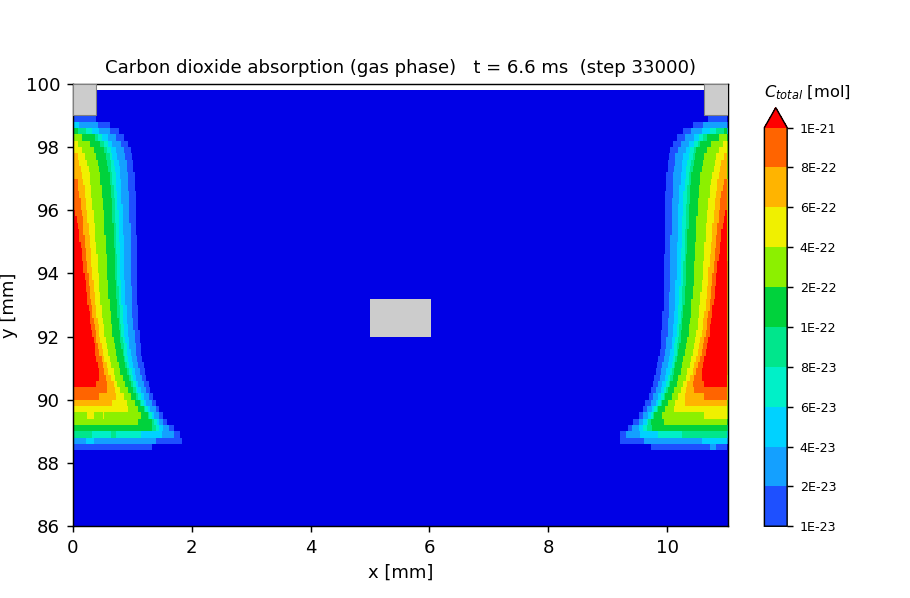 Carbon dioxide absorption (gas phase)   t = 6.6 ms  (step 33000)
C_total [mol]
100
98
96
94
92
90
88
86
y [mm]
0 2 4 6 8 10
x [mm]
1E-21
8E-22
6E-22
4E-22
2E-22
1E-22
8E-23
6E-23
4E-23
2E-23
1E-23